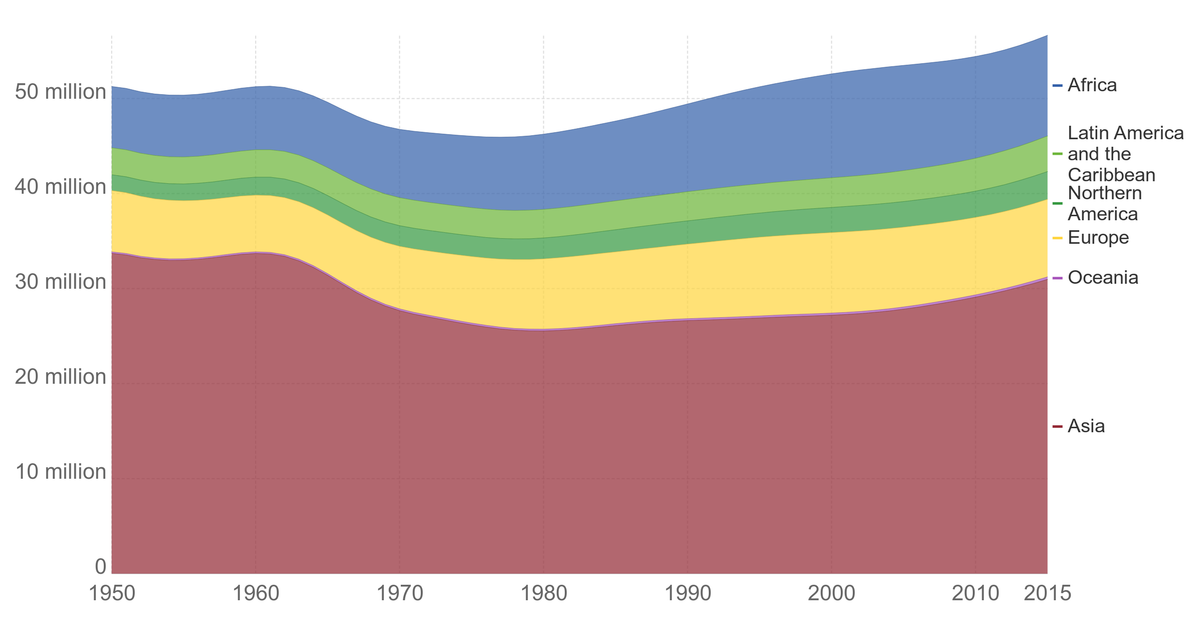 50 million
40 million
30 million
20 million
10 million
0
1950 1960 1970 1980 1990 2000 2010 2015
Africa
Latin America
and the
Caribbean
Northern
America
Europe
Oceania
Asia